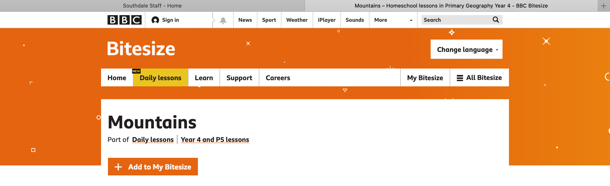 Southdale Staff - Home
Mountains – Homeschool lessons in Primary Geography Year 4 - BBC Bitesize
BBC Sign in News Sport Weather iPlayer Sounds More Search
Bitesize
Change language
NEW
Home Daily lessons Learn Support Careers My Bitesize All Bitesize
Mountains
Part of Daily lessons | Year 4 and P5 lessons
+ Add to My Bitesize